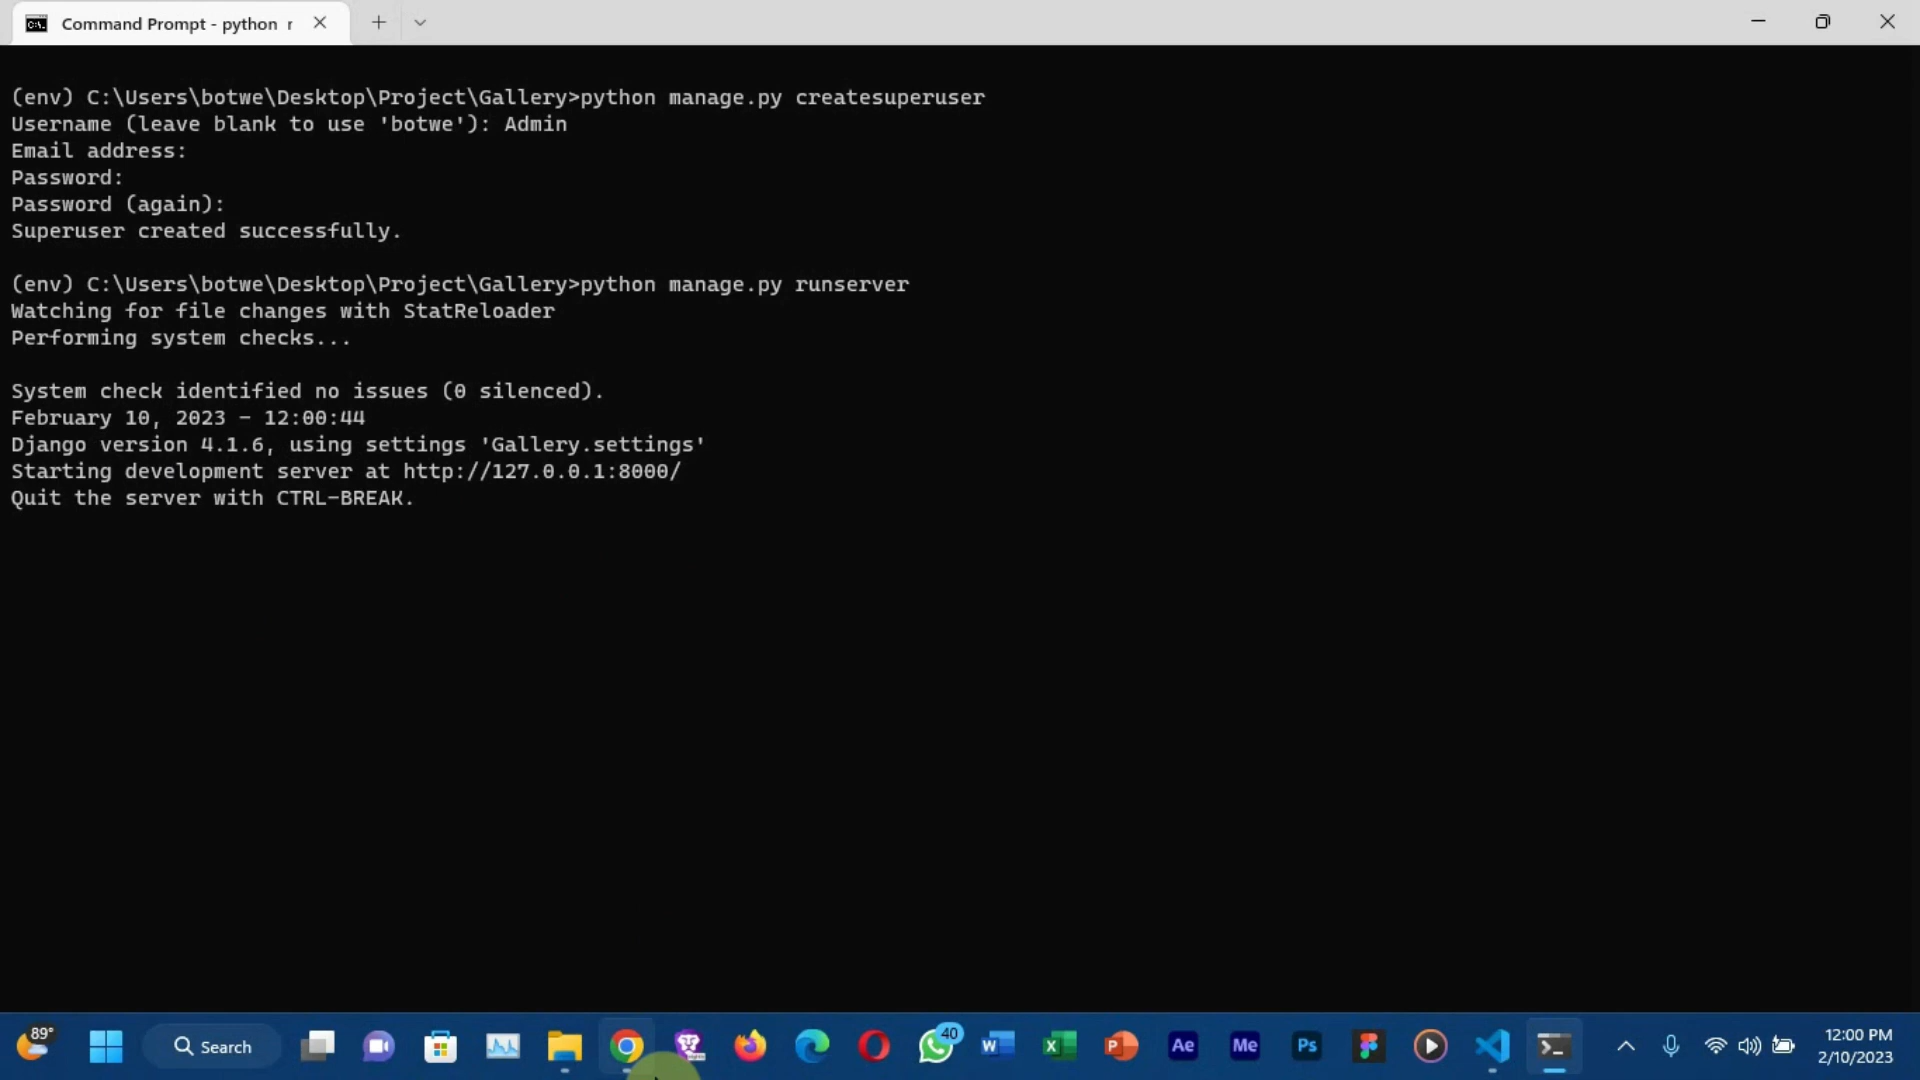 Command Prompt - python r
(env) C:\Users\botwe\Desktop\Project\Gallery>python manage.py createsuperuser
Username (leave blank to use 'botwe'): Admin
Email address:
Password:
Password (again):
Superuser created successfully.
(env) C:\Users\botwe\Desktop\Project\Gallery>python manage.py runserver
Watching for file changes with StatReloader
Performing system checks...
System check identified no issues (0 silenced).
February 10, 2023 - 12:00:44
Django version 4.1.6, using settings 'Gallery.settings'
Starting development server at http://127.0.0.1:8000/
Quit the server with CTRL-BREAK.
89°
Search
40
Ae
Me
Ps
12:00 PM
2/10/2023